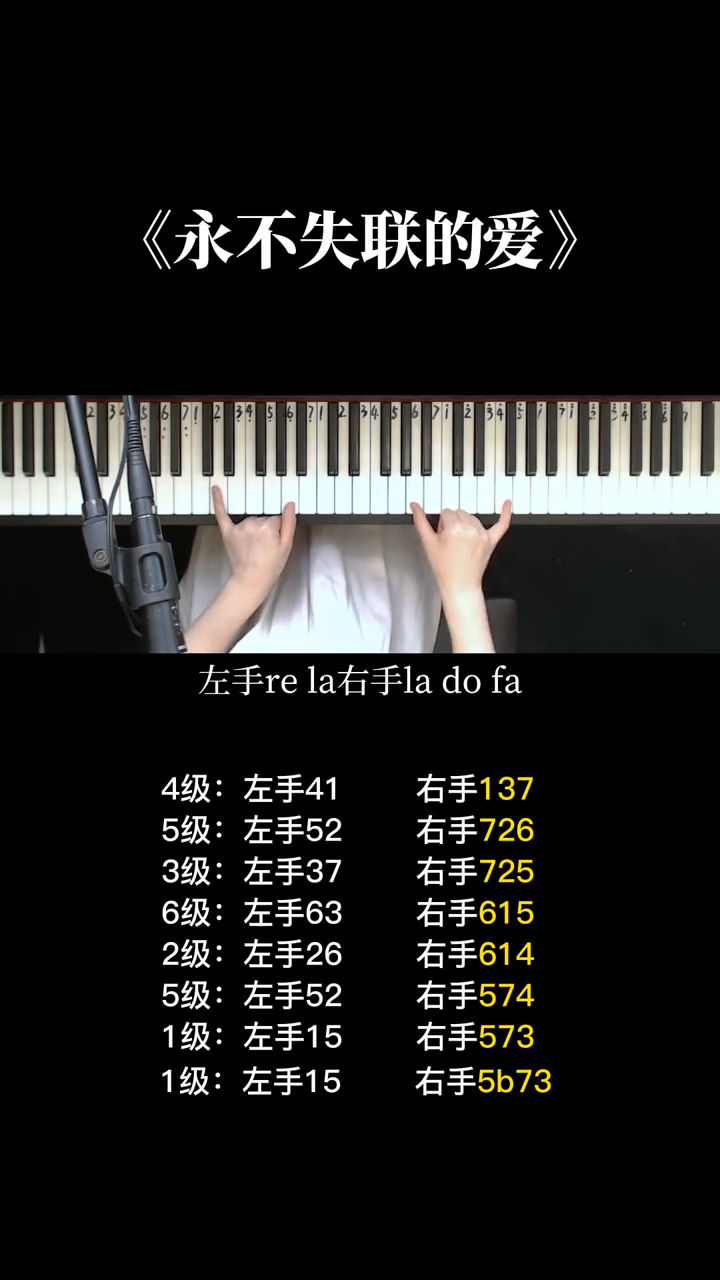 《永不失联的爱》
左手re la右手la do fa
4级：左手41 右手137
5级：左手52 右手726
3级：左手37 右手725
6级：左手63 右手615
2级：左手26 右手614
5级：左手52 右手574
1级：左手15 右手573
1级：左手15 右手5b73